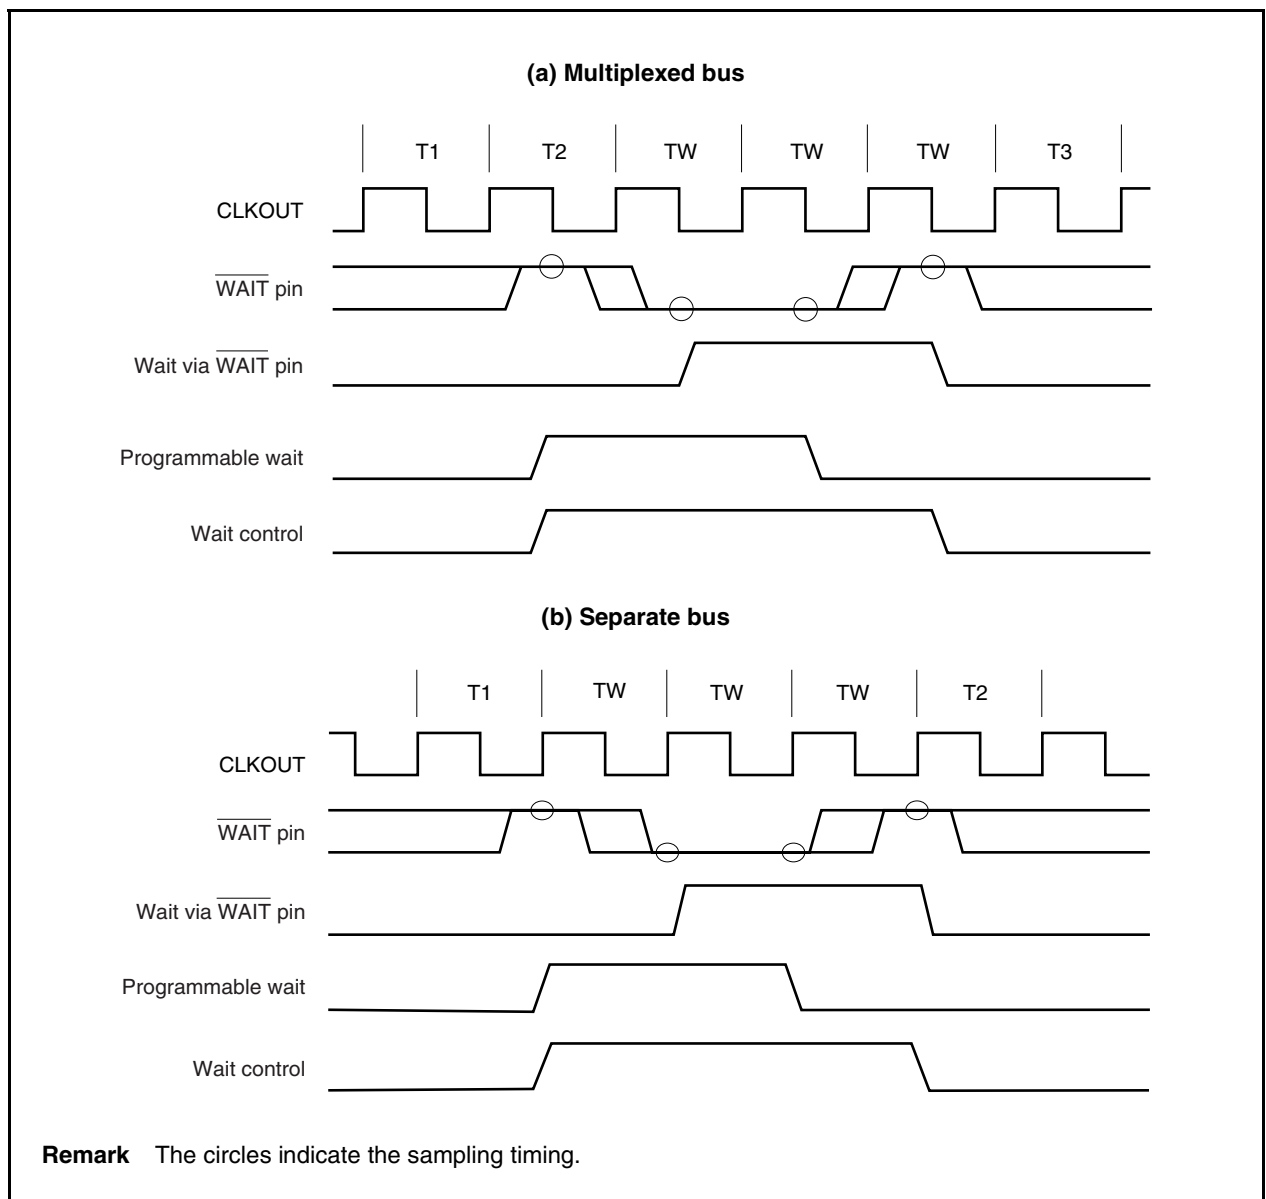 (a) Multiplexed bus
T1 T2 TW TW TW T3
CLKOUT
WAIT pin
Wait via WAIT pin
Programmable wait
Wait control
(b) Separate bus
T1 TW TW TW T2
CLKOUT
WAIT pin
Wait via WAIT pin
Programmable wait
Wait control
Remark The circles indicate the sampling timing.